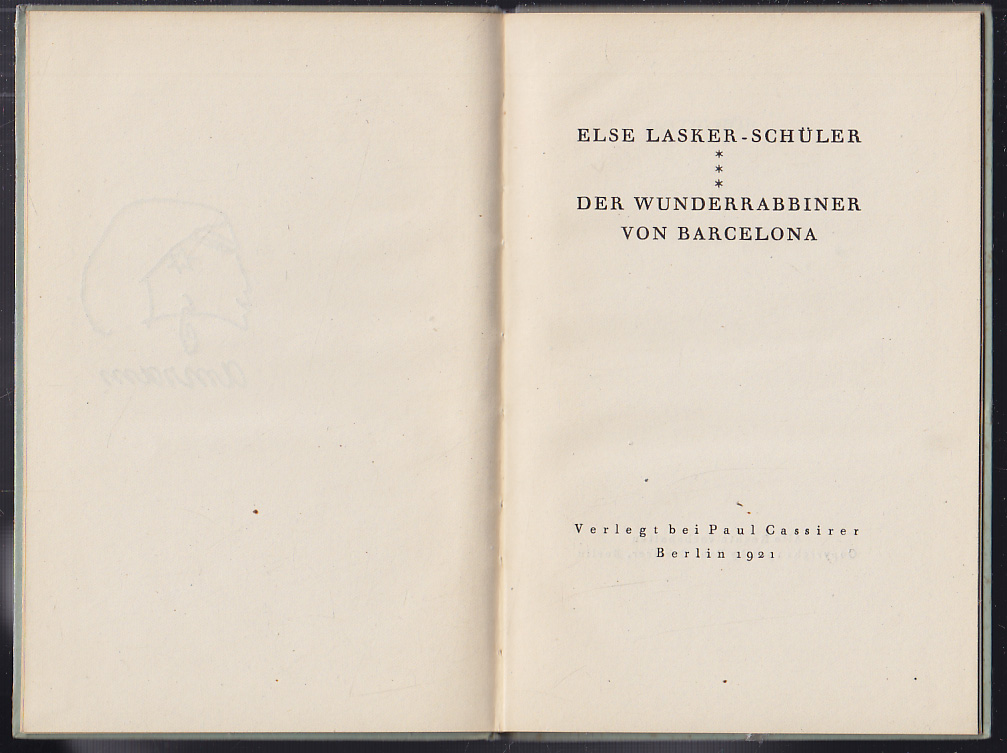 ELSE LASKER-SCHÜLER
*
*
*
DER WUNDERRABBINER
VON BARCELONA
Verlegt bei Paul Cassirer
Berlin 1921